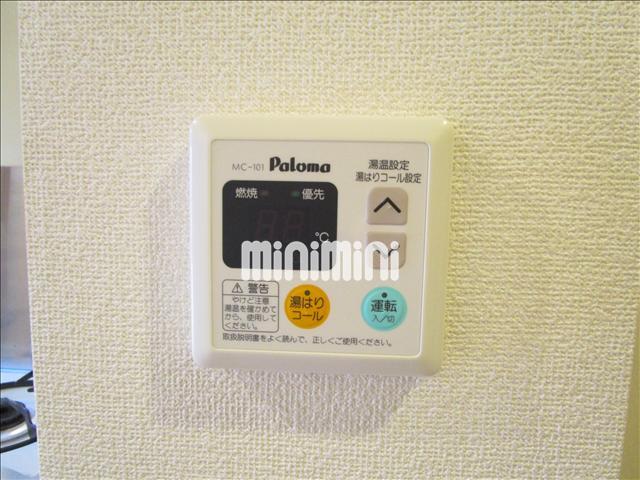 MC-101 Paloma
湯温設定
湯はりコール設定
燃焼 優先
℃
minimini
警告
やけど注意
湯温を確かめて
から、使用して
ください。
湯はり
コール
運転
入/切
取扱説明書をよく読んで、正しくご使用ください。